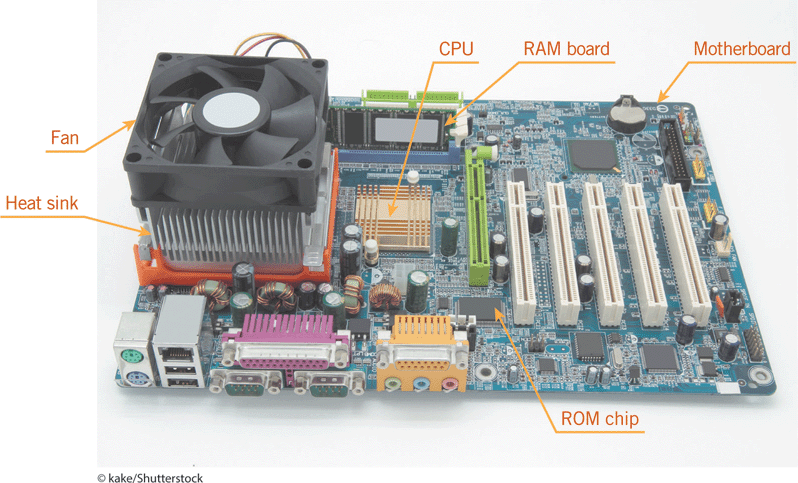 CPU
RAM board
Motherboard
Fan
Heat sink
ROM chip
© kake/Shutterstock